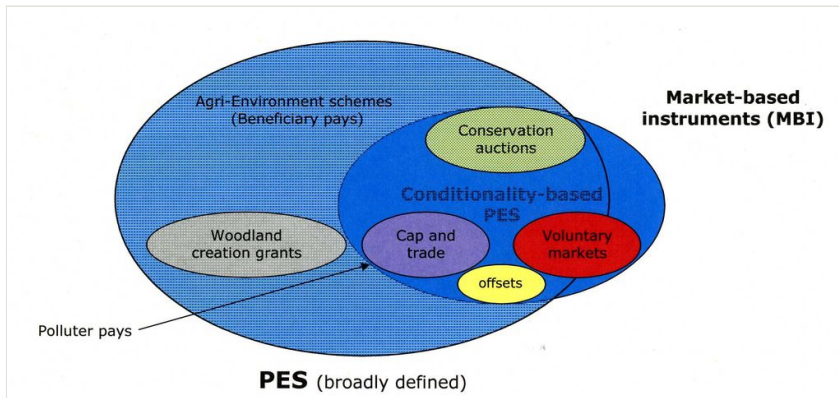 Agri-Environment schemes
(Beneficiary pays)
Market-based
instruments (MBI)
Conservation
auctions
Conditionality-based
PES
Woodland
creation grants
Cap and
trade
Voluntary
markets
offsets
Polluter pays
PES (broadly defined)